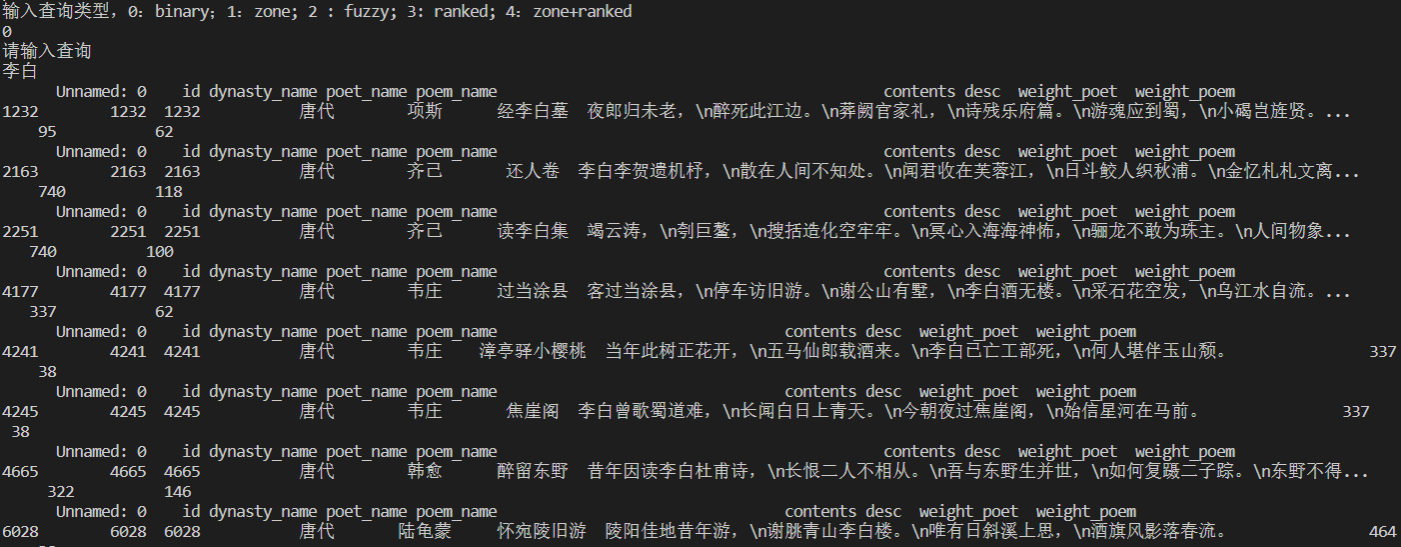 输入查询类型，0：binary；1：zone; 2 : fuzzy; 3: ranked; 4：zone+ranked
0
请输入查询
李白
Unnamed: 0 id dynasty_name poet_name poem_name contents desc weight_poet weight_poem
1232 1232 1232 唐代 项斯 经李白墓 夜郎归未老，\n醉死此江边。\n葬阙官家礼，\n诗残乐府篇。\n游魂应到蜀，\n小碣岂旌贤。...
95 62
Unnamed: 0 id dynasty_name poet_name poem_name contents desc weight_poet weight_poem
2163 2163 2163 唐代 齐己 还人卷 李白李贺遗机杼，\n散在人间不知处。\n闻君收在芙蓉江，\n日斗鲛人织秋浦。\n金忆札札文离...
740 118
Unnamed: 0 id dynasty_name poet_name poem_name contents desc weight_poet weight_poem
2251 2251 2251 唐代 齐己 读李白集 竭云涛，\n刳巨鳌，\n搜括造化空牢牢。\n冥心入海海神怖，\n骊龙不敢为珠主。\n人间物象...
740 100
Unnamed: 0 id dynasty_name poet_name poem_name contents desc weight_poet weight_poem
4177 4177 4177 唐代 韦庄 过当涂县 客过当涂县，\n停车访旧游。\n谢公山有墅，\n李白酒无楼。\n采石花空发，\n乌江水自流。...
337 62
Unnamed: 0 id dynasty_name poet_name poem_name contents desc weight_poet weight_poem
4241 4241 4241 唐代 韦庄 漳亭驿小樱桃 当年此树正花开，\n五马仙郎载酒来。\n李白已亡工部死，\n何人堪伴玉山颓。 337
38
Unnamed: 0 id dynasty_name poet_name poem_name contents desc weight_poet weight_poem
4245 4245 4245 唐代 韦庄 焦崖阁 李白曾歌蜀道难，\n长闻白日上青天。\n今朝夜过焦崖阁，\n始信星河在马前。 337
38
Unnamed: 0 id dynasty_name poet_name poem_name contents desc weight_poet weight_poem
4665 4665 4665 唐代 韩愈 醉留东野 昔年因读李白杜甫诗，\n长恨二人不相从。\n吾与东野生并世，\n如何复蹑二子踪。\n东野不得...
322 146
Unnamed: 0 id dynasty_name poet_name poem_name contents desc weight_poet weight_poem
6028 6028 6028 唐代 陆龟蒙 怀宛陵旧游 陵阳佳地昔年游，\n谢朓青山李白楼。\n唯有日斜溪上思，\n酒旗风影落春流。 464